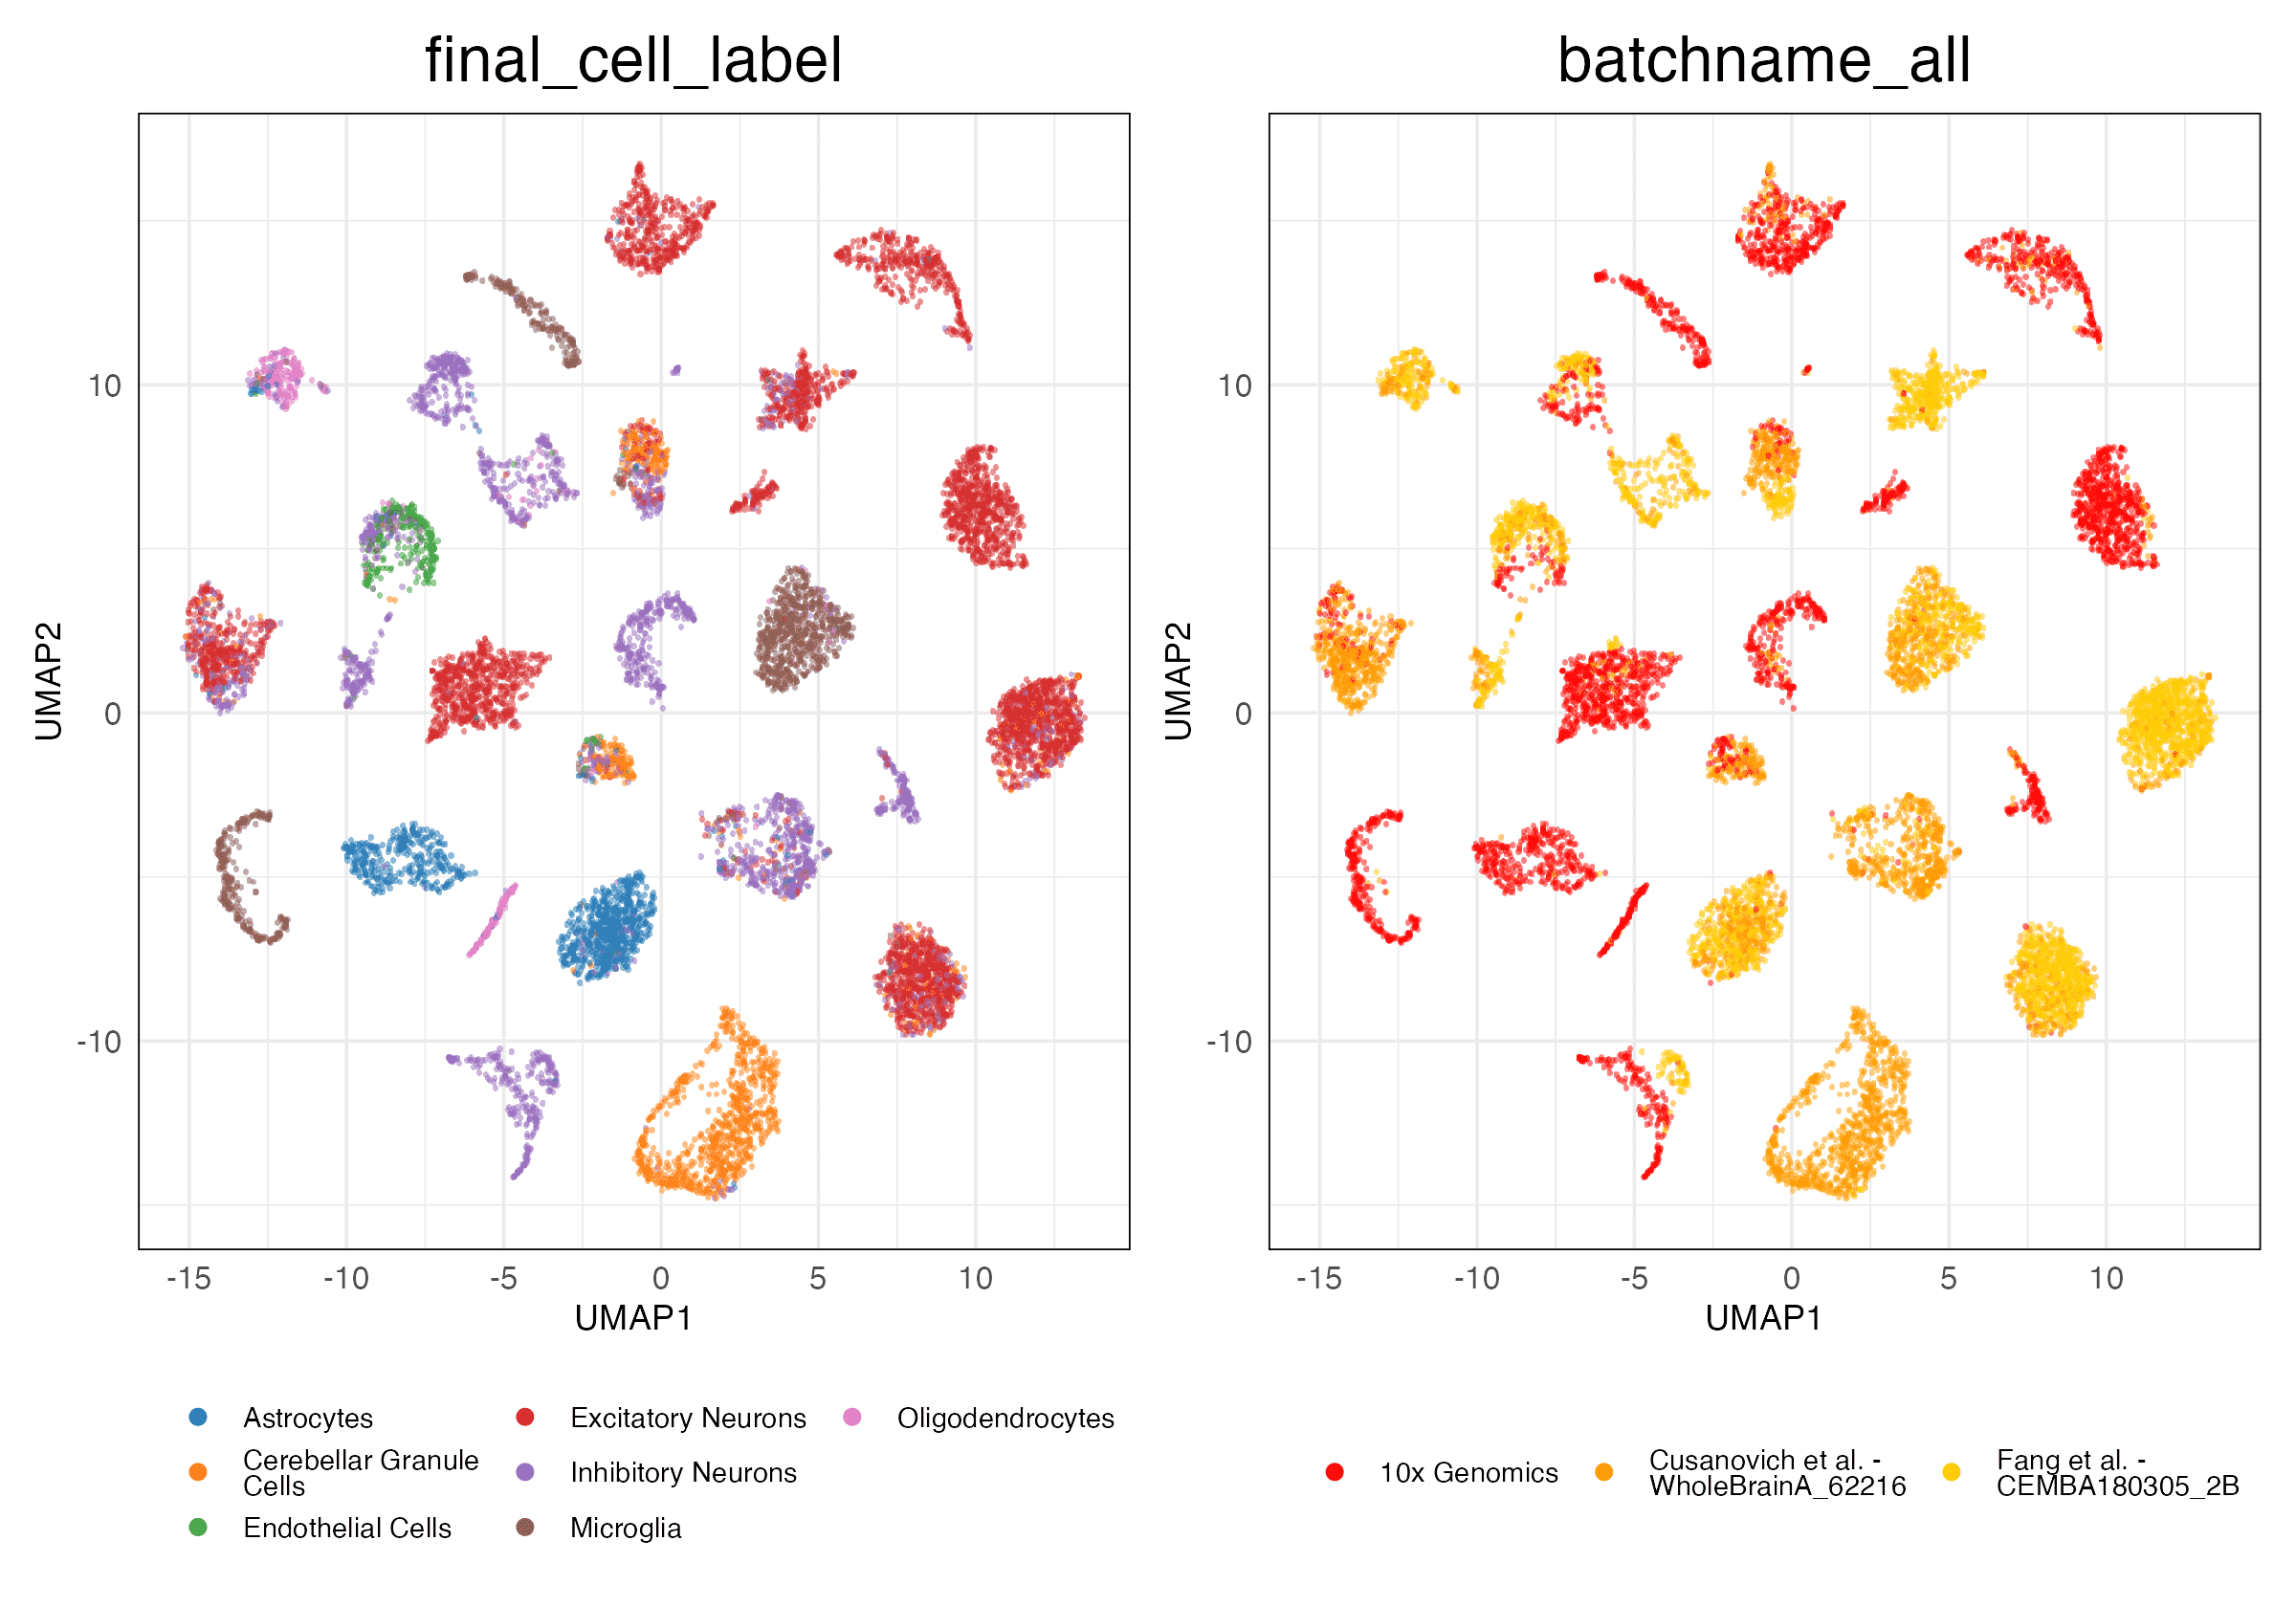 final_cell_label
batchname_all
10
0
-10
UMAP2
-15
-10
-5
0
5
10
UMAP1
10
0
-10
UMAP2
-15
-10
-5
0
5
10
UMAP1
Astrocytes
Cerebellar Granule
Cells
Endothelial Cells
Excitatory Neurons
Inhibitory Neurons
Microglia
Oligodendrocytes
10x Genomics
Cusanovich et al. -
WholeBrainA_62216
Fang et al. -
CEMBA180305_2B